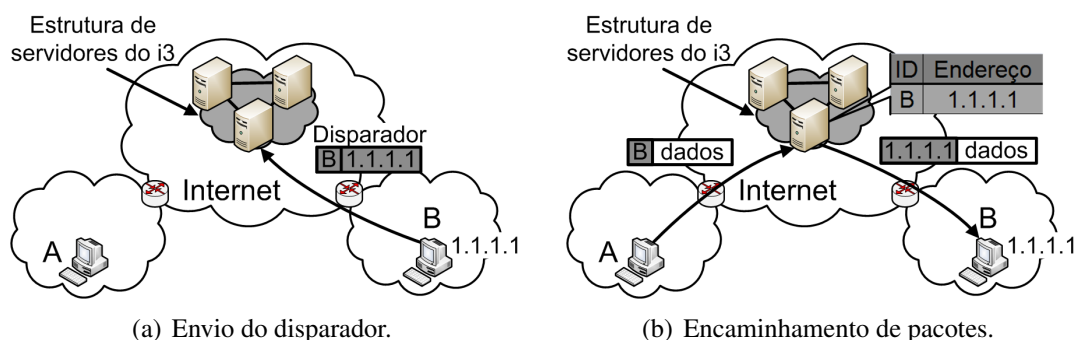 Estrutura de
servidores do i3
Disparador
B 1.1.1.1
Internet
A
B
1.1.1.1
(a) Envio do disparador.
Estrutura de
servidores do i3
ID Endereço
B 1.1.1.1
B dados
1.1.1.1 dados
Internet
A
B
1.1.1.1
(b) Encaminhamento de pacotes.